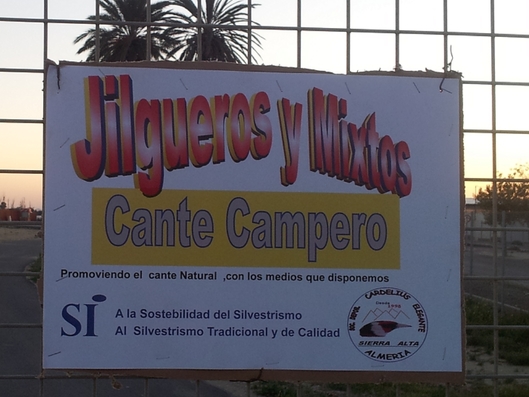 Jilgueros y Mixtos
Cante Campero
Promoviendo el cante Natural ,con los medios que disponemos
SÍ
A la Sostebilidad del Silvestrismo
Al Silvestrismo Tradicional y de Calidad
CARDELIUS ELEGANTE
SIERRA ALTA
ALMERIA